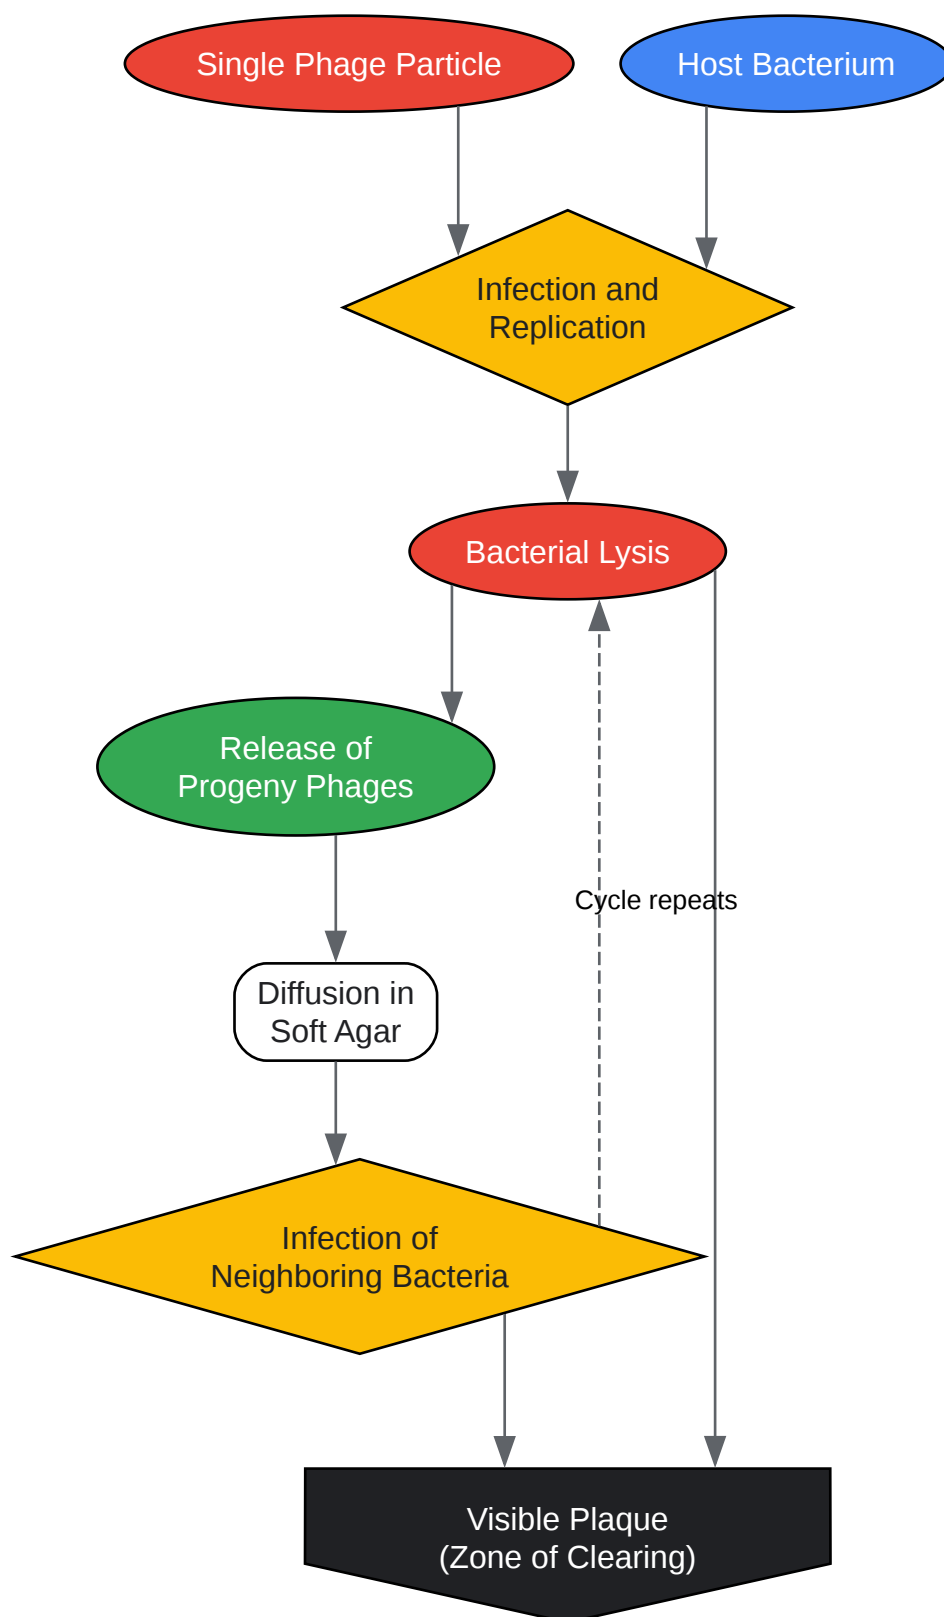 Single Phage Particle
Host Bacterium
Infection and
Replication
Bacterial Lysis
Release of
Progeny Phages
Cycle repeats
Diffusion in
Soft Agar
Infection of
Neighboring Bacteria
Visible Plaque
(Zone of Clearing)